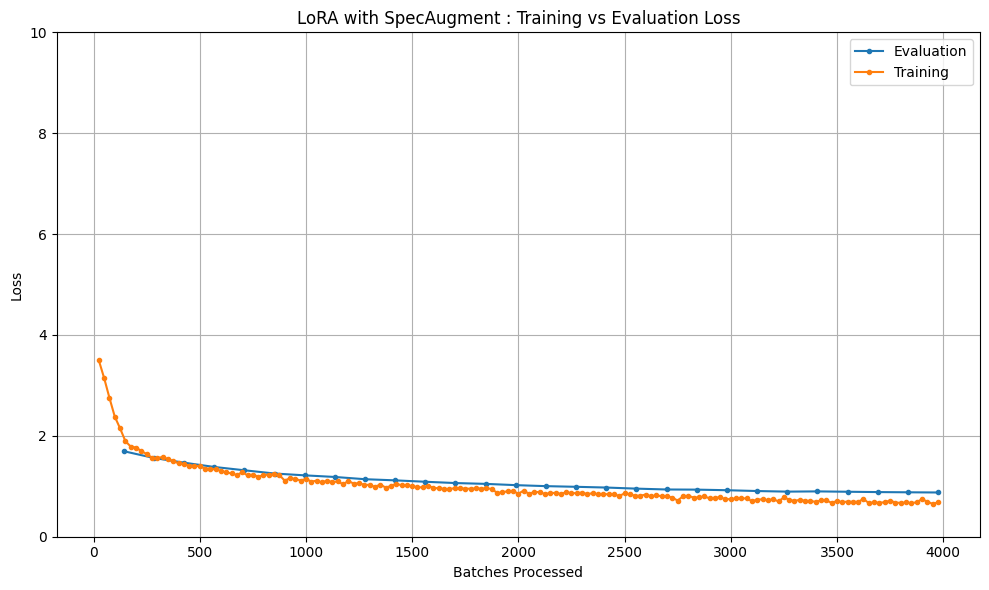 LoRA with SpecAugment : Training vs Evaluation Loss
Evaluation
Training
Loss
10
8
6
4
2
0
0 500 1000 1500 2000 2500 3000 3500 4000
Batches Processed